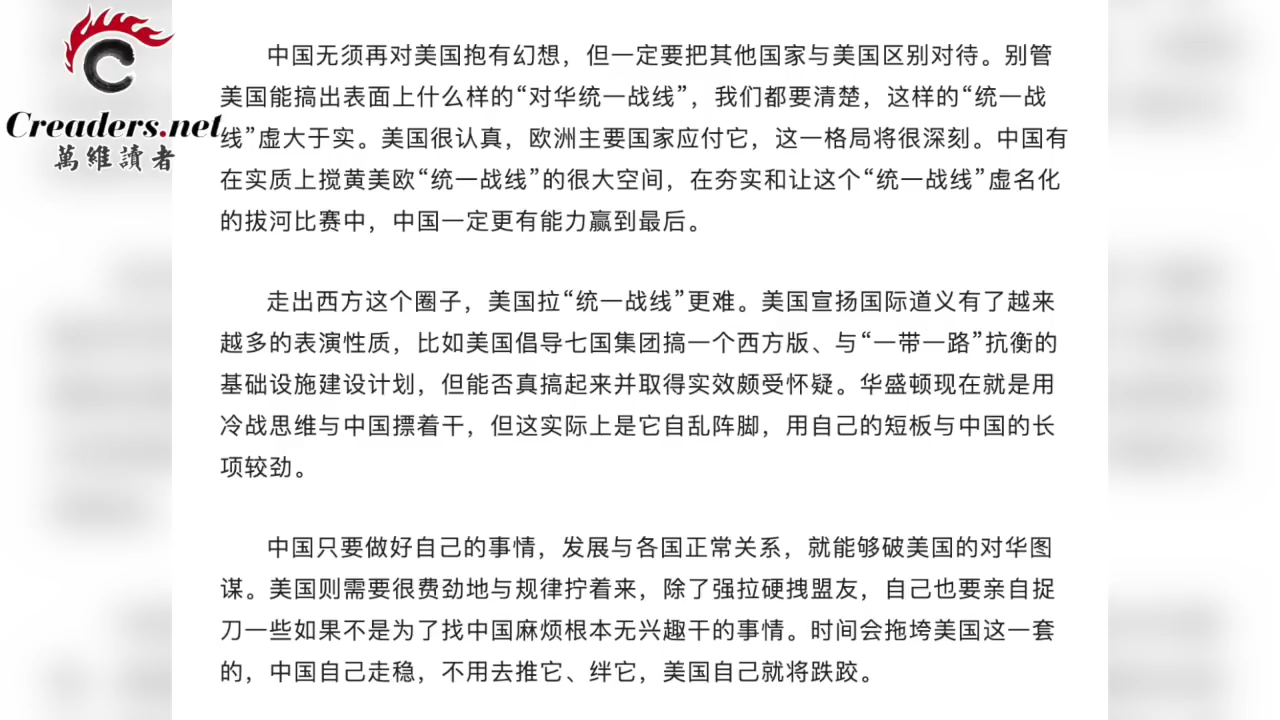 Creaders.net
萬維讀者
中国无须再对美国抱有幻想，但一定要把其他国家与美国区别对待。别管
美国能搞出表面上什么样的“对华统一战线”，我们都要清楚，这样的“统一战
线”虚大于实。美国很认真，欧洲主要国家应付它，这一格局将很深刻。中国有
在实质上搅黄美欧“统一战线”的很大空间，在夯实和让这个“统一战线”虚名化
的拔河比赛中，中国一定更有能力赢到最后。
走出西方这个圈子，美国拉“统一战线”更难。美国宣扬国际道义有了越来
越多的表演性质，比如美国倡导七国集团搞一个西方版、与“一带一路”抗衡的
基础设施建设计划，但能否真搞起来并取得实效颇受怀疑。华盛顿现在就是用
冷战思维与中国摽着干，但这实际上是它自乱阵脚，用自己的短板与中国的长
项较劲。
中国只要做好自己的事情，发展与各国正常关系，就能够破美国的对华图
谋。美国则需要很费劲地与规律拧着来，除了强拉硬拽盟友，自己也要亲自捉
刀一些如果不是为了找中国麻烦根本无兴趣干的事情。时间会拖垮美国这一套
的，中国自己走稳，不用去推它、绊它，美国自己就将跌跤。